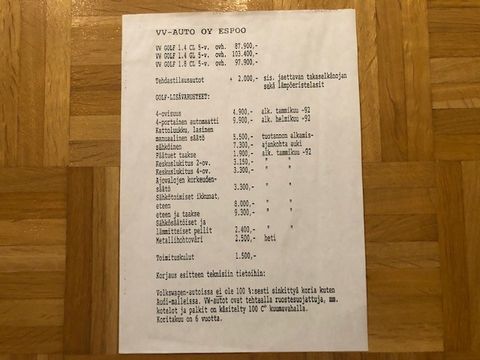 VV-AUTO OY ESPOO
VW GOLF 1.4 CL 5-v. ovh. 87.900,-
VW GOLF 1.4 GL 5-v. ovh. 103.400,-
VW GOLF 1.8 CL 5-v. ovh. 97.900,-
Tehdastilausautot + 2.000,- sis. jaettavan takaselkänojan
sekä lämpöeristelasit
GOLF-LISÄVARUSTEET:
4-ovisuus 4.900,- alk. tammikuu -92
4-portainen automaatti 9.900,- alk. helmikuu -92
Kattoluukku, lasinen
manuaalinen säätö 5.500,- tuotannon alkamis-
sähköinen 7.300,- ajankohta auki
Päätuet taakse 1.900,- alk. tammikuu -92
Keskuslukitus 2-ov. 3.150,- " "
Keskuslukitus 4-ov. 3.300,- " "
Ajovalojen korkeuden-
säätö 3.300,- " "
Sähkötoimiset ikkunat,
eteen 8.000,- " "
eteen ja taakse 9.300,- " "
Sähkösäätöiset ja
lämmitteiset peilit 2.400,- " "
Metallihohtoväri 2.500,- heti
Toimituskulut 1.500,-
Korjaus esitteen teknisiin tietoihin:
Volkswagen-autoissa ei ole 100 %:sesti sinkittyä koria kuten
Audi-malleissa. VW-autot ovat tehtaalla ruostesuojattuja, mm.
kotelot ja palkit on käsitelty 100 C° kuumavahalla.
Koritakuu on 6 vuotta.